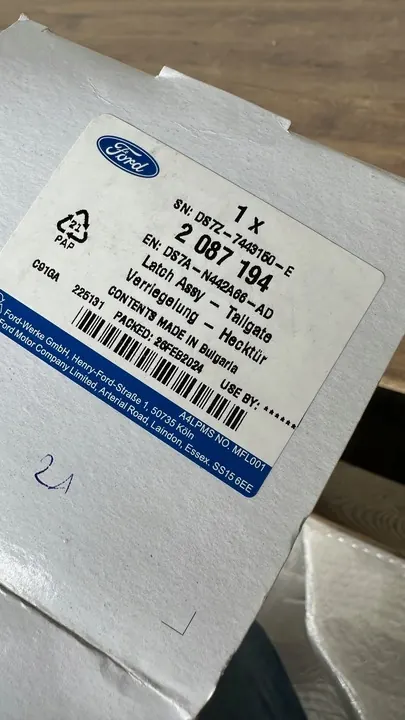 Ford
1 X
SN: DS7Z-7443150-E
2 087 194
EN: DS7A-N442A66-AD
Latch Assy - Tailgate
Verriegelung - Hecktür
CONTENTS MADE IN Bulgaria
PACKED: 28FEB2024
USE BY: ******
21
PAP
C91GA
225131
A4LPMS NO. MFL001
Ford-Werke GmbH, Henry-Ford-Straße 1, 50735 Köln
Ford Motor Company Limited, Arterial Road, Laindon, Essex. SS15 6EE